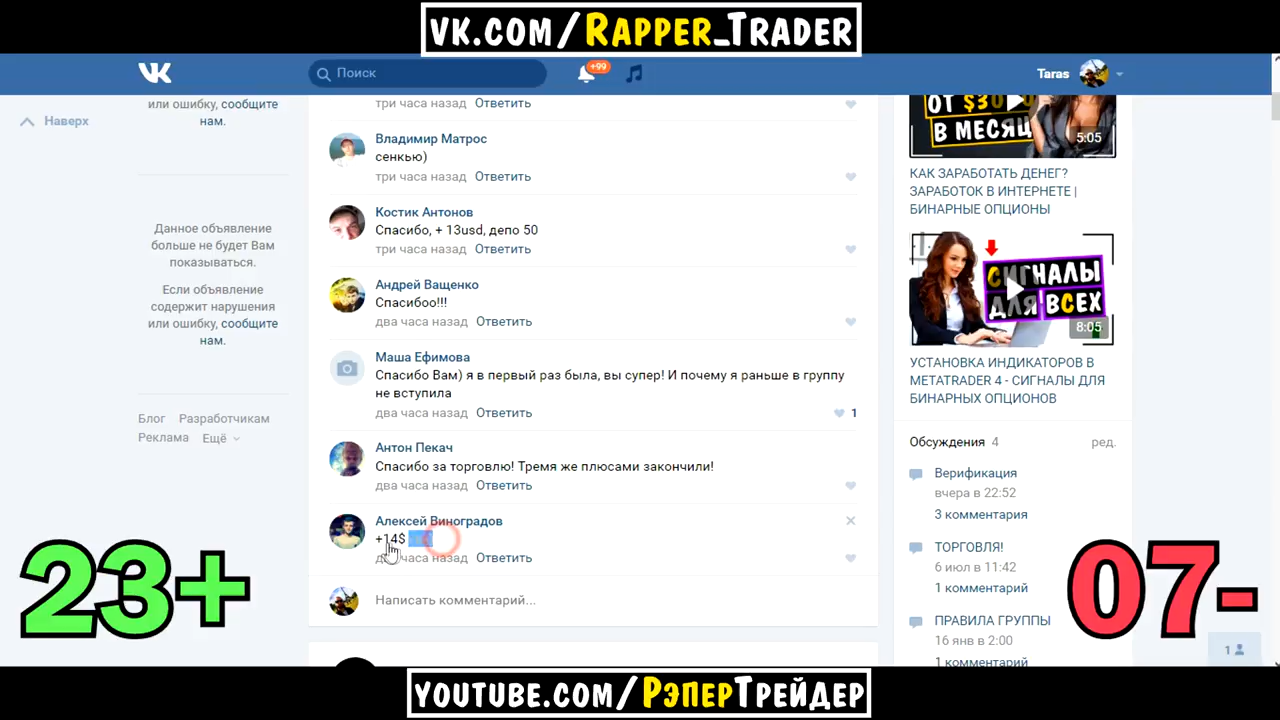 vk.com/Rapper_Trader
Поиск
+99
Taras
или ошибку, сообщите
нам.
Наверх
Данное объявление
больше не будет Вам
показываться.
Если объявление
содержит нарушения
или ошибку, сообщите
нам.
Блог Разработчикам
Реклама Ещё
три часа назад Ответить
Владимир Матрос
сенкью)
три часа назад Ответить
Костик Антонов
Спасибо, + 13usd, депо 50
три часа назад Ответить
Андрей Ващенко
Спасибоо!!!
два часа назад Ответить
Маша Ефимова
Спасибо Вам) я в первый раз была, вы супер! И почему я раньше в группу
не вступила
два часа назад Ответить
1
Антон Пекач
Спасибо за торговлю! Тремя же плюсами закончили!
два часа назад Ответить
Алексей Виноградов
+14$
часа назад Ответить
Написать комментарий...
ОТ $30
В МЕСЯЦ
5:05
КАК ЗАРАБОТАТЬ ДЕНЕГ?
ЗАРАБОТОК В ИНТЕРНЕТЕ |
БИНАРНЫЕ ОПЦИОНЫ
СИГНАЛЫ
ДЛЯ ВСЕХ
8:05
УСТАНОВКА ИНДИКАТОРОВ В
METATRADER 4 - СИГНАЛЫ ДЛЯ
БИНАРНЫХ ОПЦИОНОВ
Обсуждения 4 ред.
Верификация
вчера в 22:52
3 комментария
ТОРГОВЛЯ!
6 июл в 11:42
1 комментарий
ПРАВИЛА ГРУППЫ
16 янв в 2:00
1 комментарий
1
23+
07-
youtube.com/РэперТрейдер